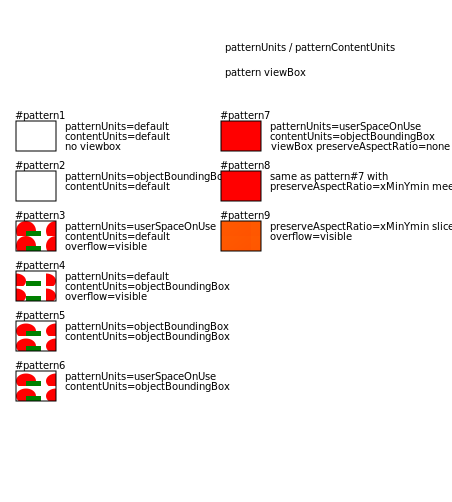 patternUnits / patternContentUnits
pattern viewBox
#pattern1
patternUnits=default
contentUnits=default
no viewbox
#pattern2
patternUnits=objectBoundingBo
contentUnits=default
#pattern3
patternUnits=userSpaceOnUse
contentUnits=default
overflow=visible
#pattern4
patternUnits=default
contentUnits=objectBoundingBox
overflow=visible
#pattern5
patternUnits=objectBoundingBox
contentUnits=objectBoundingBox
#pattern6
patternUnits=userSpaceOnUse
contentUnits=objectBoundingBox
#pattern7
patternUnits=userSpaceOnUse
contentUnits=objectBoundingBox
viewBox preserveAspectRatio=none
#pattern8
same as pattern#7 with
preserveAspectRatio=xMinYmin mee
#pattern9
preserveAspectRatio=xMinYmin slice
overflow=visible